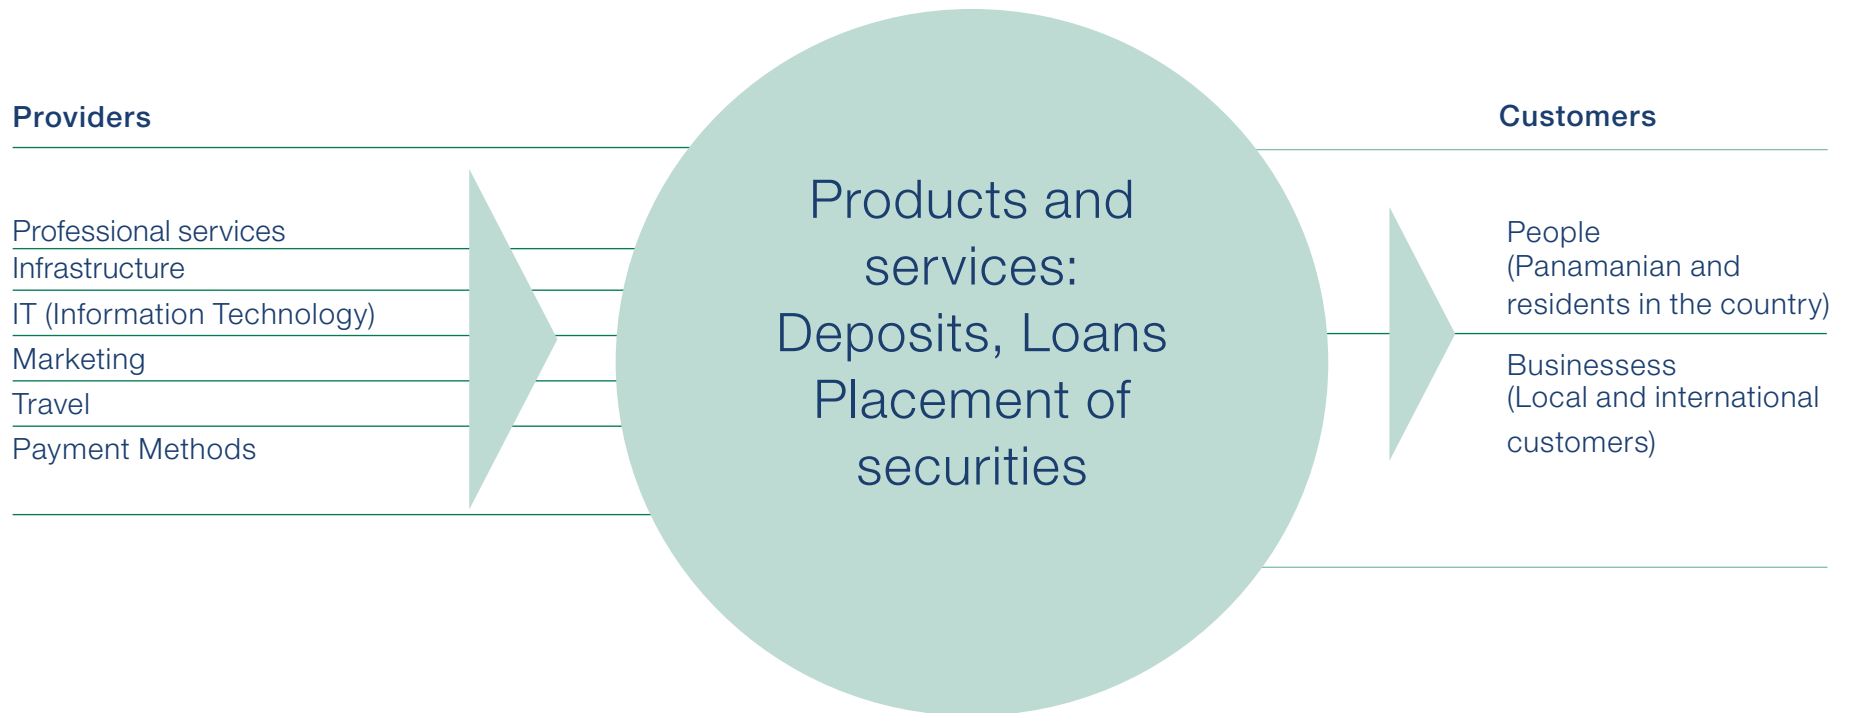 Providers
Professional services
Infrastructure
IT (Information Technology)
Marketing
Travel
Payment Methods
Products and
services:
Deposits, Loans
Placement of
securities
Customers
People
(Panamanian and
residents in the country)
Businessess
(Local and international
customers)